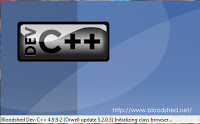 DEV C++
http://www.bloodshed.net/
Bloodshed Dev-C++ 4.9.9.2 (Orwell update 5.2.0.3) Initializing class browser...